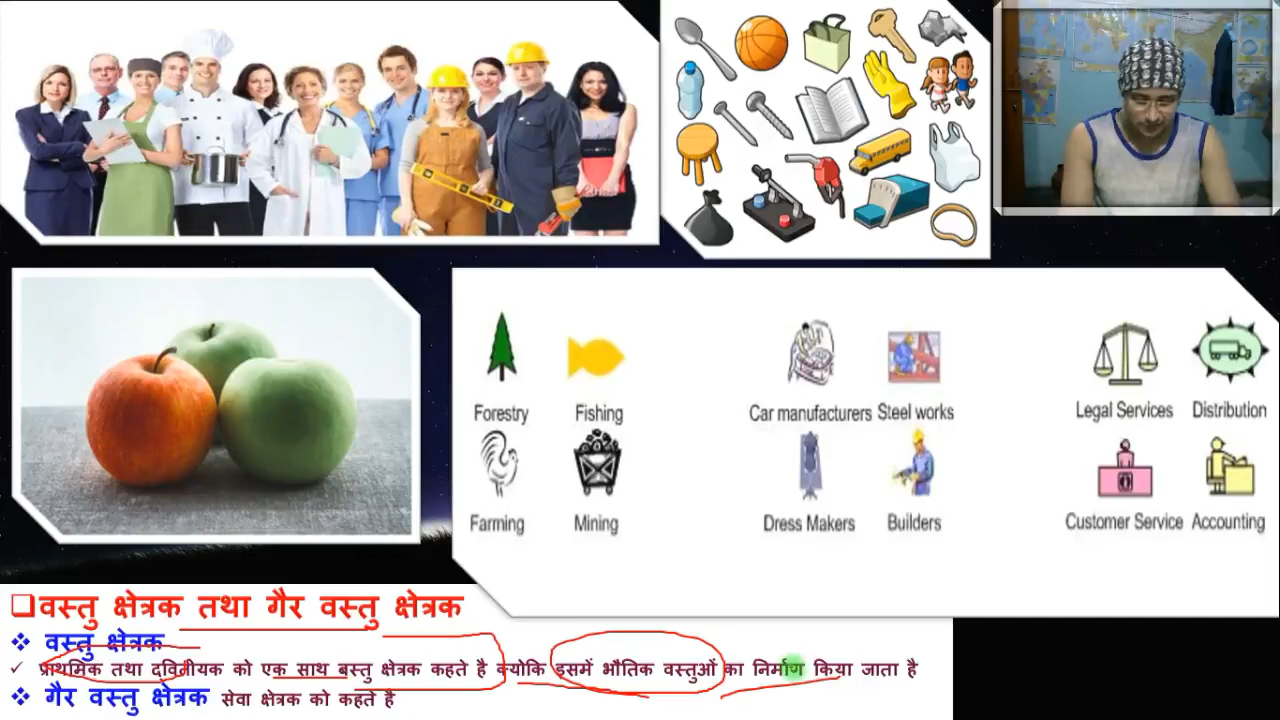 Forestry Fishing Car manufacturers Steel works Legal Services Distribution
Farming Mining Dress Makers Builders Customer Service Accounting
वस्तु क्षेत्रक तथा गैर वस्तु क्षेत्रक
वस्तु क्षेत्रक
प्राथमिक तथा दवितीयक को एक साथ बस्तु क्षेत्रक कहते है क्योकि इसमें भौतिक वस्तुओं का निर्माण किया जाता है
गैर वस्तु क्षेत्रक सेवा क्षेत्रक को कहते है